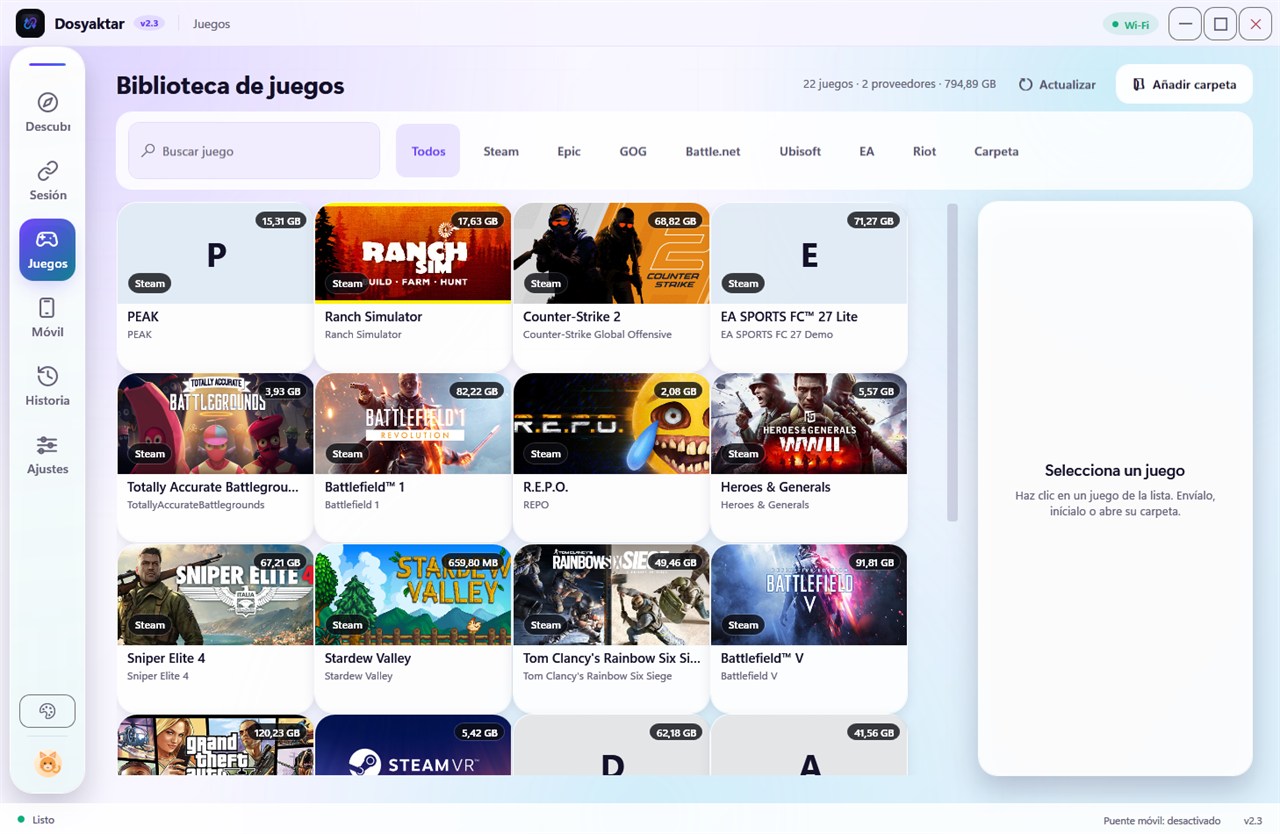 Dosyaktar v2.3 Juegos
Wi-Fi
Descubı
Sesión
Juegos
Móvil
Historia
Ajustes
Biblioteca de juegos
22 juegos · 2 proveedores · 794,89 GB
Actualizar
Añadir carpeta
Buscar juego
Todos Steam Epic GOG Battle.net Ubisoft EA Riot Carpeta
15,31 GB
P
Steam
PEAK
PEAK
17,63 GB
RANCH
SIM
UILD · FARM · HUNT
Steam
Ranch Simulator
Ranch Simulator
68,82 GB
2
COUNTER
STRIKE
Steam
Counter-Strike 2
Counter-Strike Global Offensive
71,27 GB
E
Steam
EA SPORTS FC™ 27 Lite
EA SPORTS FC 27 Demo
3,93 GB
TOTALLY ACCURATE
BATTLEGROUNDS
Steam
Totally Accurate Battlegrou...
TotallyAccurateBattlegrounds
82,22 GB
BATTLEFIELD 1
REVOLUTION
Steam
Battlefield™ 1
Battlefield 1
2,08 GB
R.E.P.O.
Steam
R.E.P.O.
REPO
5,57 GB
HEROES & GENERALS
WWII
Steam
Heroes & Generals
Heroes & Generals
67,21 GB
SNIPER ELITE 4
ITALIA
Steam
Sniper Elite 4
Sniper Elite 4
659,80 MB
STARDEW
VALLEY
Steam
Stardew Valley
Stardew Valley
49,46 GB
TOM CLANCY'S
RAINBOW SIX SIEGE
Steam
Tom Clancy's Rainbow Six Si...
Tom Clancy's Rainbow Six Siege
91,81 GB
BATTLEFIELD
V
Steam
Battlefield™ V
Battlefield V
120,23 GB
grand
theft
5,42 GB
STEAMVR™
62,18 GB
D
41,56 GB
A
Selecciona un juego
Haz clic en un juego de la lista. Envíalo,
inícialo o abre su carpeta.
Listo
Puente móvil: desactivado v2.3